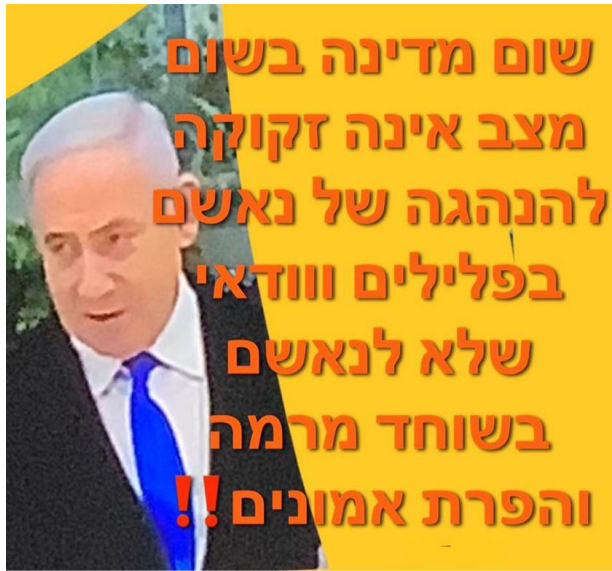 שום מדינה בשום
מצב אינה זקוקה
להנהגה של נאשם
בפלילים ווודאי
שלא לנאשם
בשוחד מרמה
והפרת אמונים!!